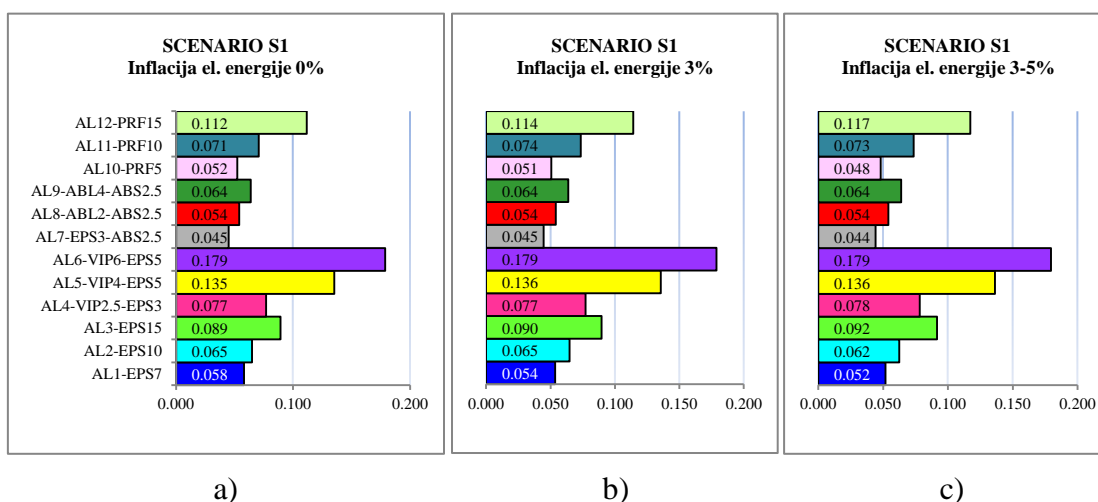 SCENARIO S1
Inflacija el. energije 0%
AL12-PRF15 0.112
AL11-PRF10 0.071
AL10-PRF5 0.052
AL9-ABL4-ABS2.5 0.064
AL8-ABL2-ABS2.5 0.054
AL7-EPS3-ABS2.5 0.045
AL6-VIP6-EPS5 0.179
AL5-VIP4-EPS5 0.135
AL4-VIP2.5-EPS3 0.077
AL3-EPS15 0.089
AL2-EPS10 0.065
AL1-EPS7 0.058
0.000 0.100 0.200
a)
SCENARIO S1
Inflacija el. energije 3%
0.114
0.074
0.051
0.064
0.054
0.045
0.179
0.136
0.077
0.090
0.065
0.054
0.000 0.050 0.100 0.150 0.200
b)
SCENARIO S1
Inflacija el. energije 3-5%
0.117
0.073
0.048
0.064
0.054
0.044
0.179
0.136
0.078
0.092
0.062
0.052
0.000 0.050 0.100 0.150 0.200
c)